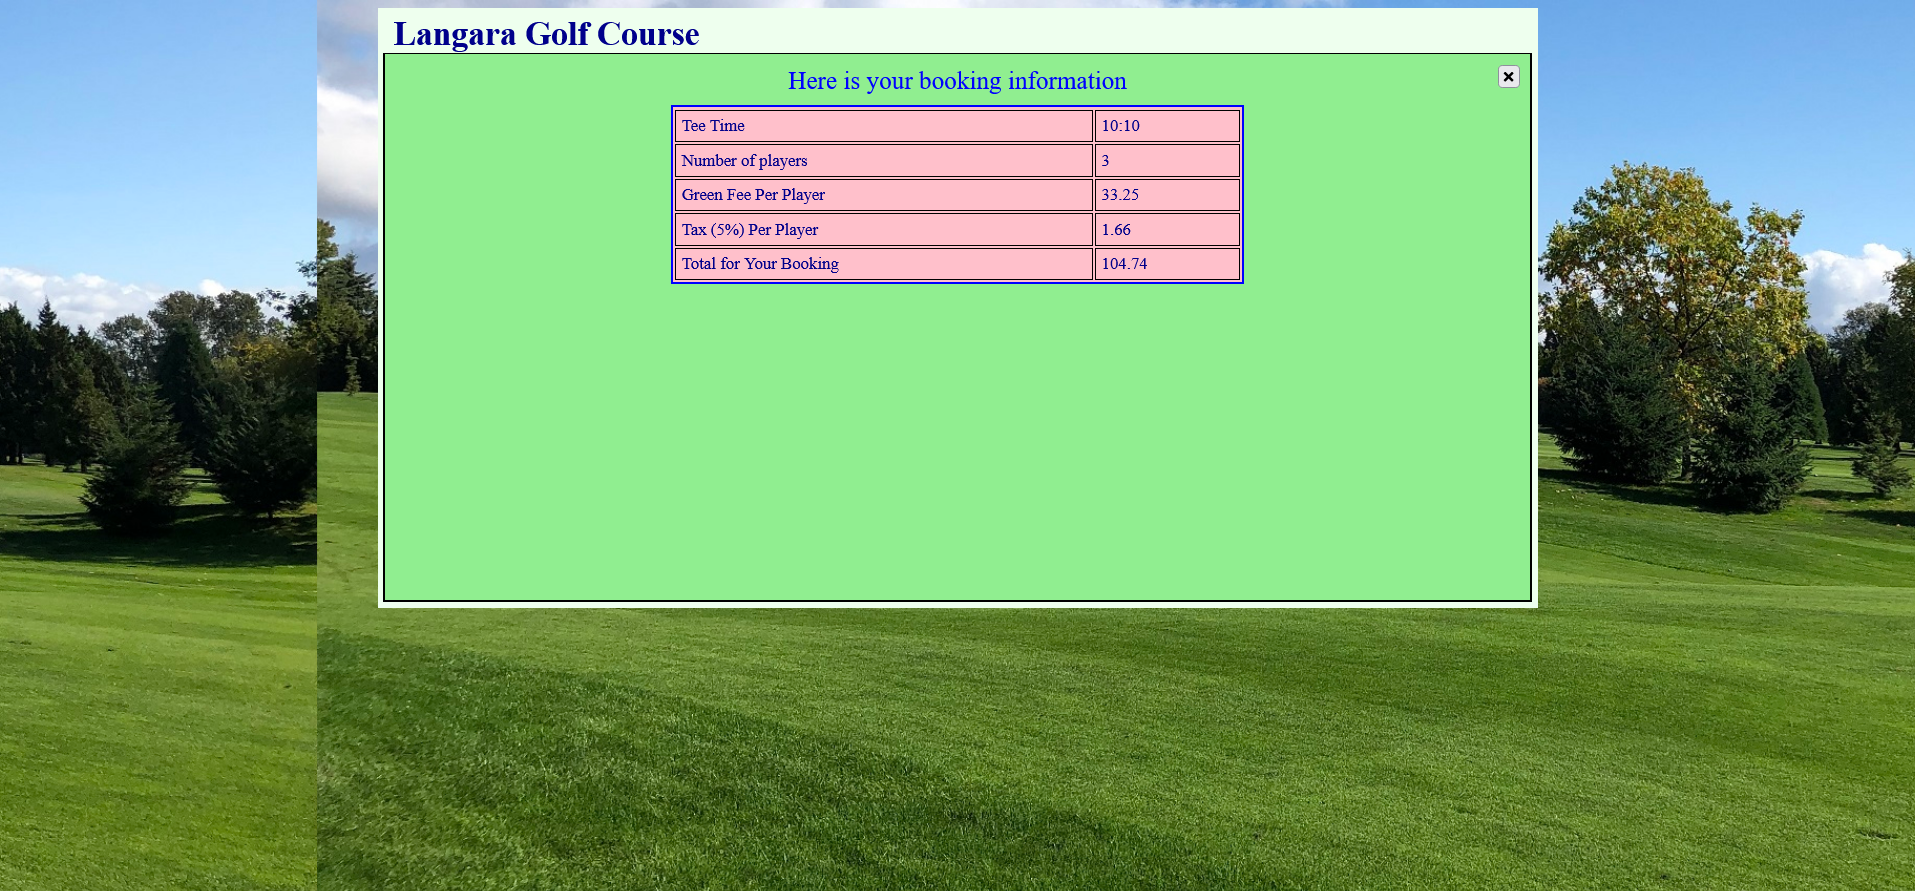 Langara Golf Course
Here is your booking information
Tee Time 10:10
Number of players 3
Green Fee Per Player 33.25
Tax (5%) Per Player 1.66
Total for Your Booking 104.74